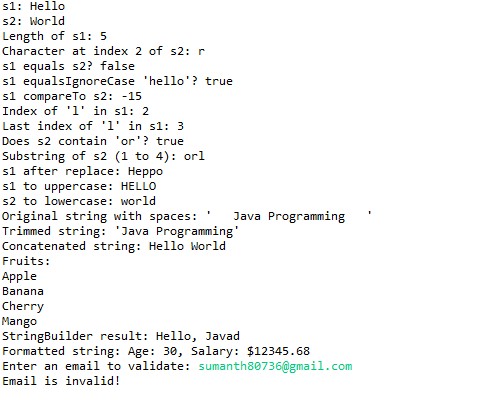 s1: Hello
s2: World
Length of s1: 5
Character at index 2 of s2: r
s1 equals s2? false
s1 equalsIgnoreCase 'hello'? true
s1 compareTo s2: -15
Index of 'l' in s1: 2
Last index of 'l' in s1: 3
Does s2 contain 'or'? true
Substring of s2 (1 to 4): orl
s1 after replace: Heppo
s1 to uppercase: HELLO
s2 to lowercase: world
Original string with spaces: '   Java Programming   '
Trimmed string: 'Java Programming'
Concatenated string: Hello World
Fruits:
Apple
Banana
Cherry
Mango
StringBuilder result: Hello, Javad
Formatted string: Age: 30, Salary: $12345.68
Enter an email to validate: sumanth80736@gmail.com
Email is invalid!